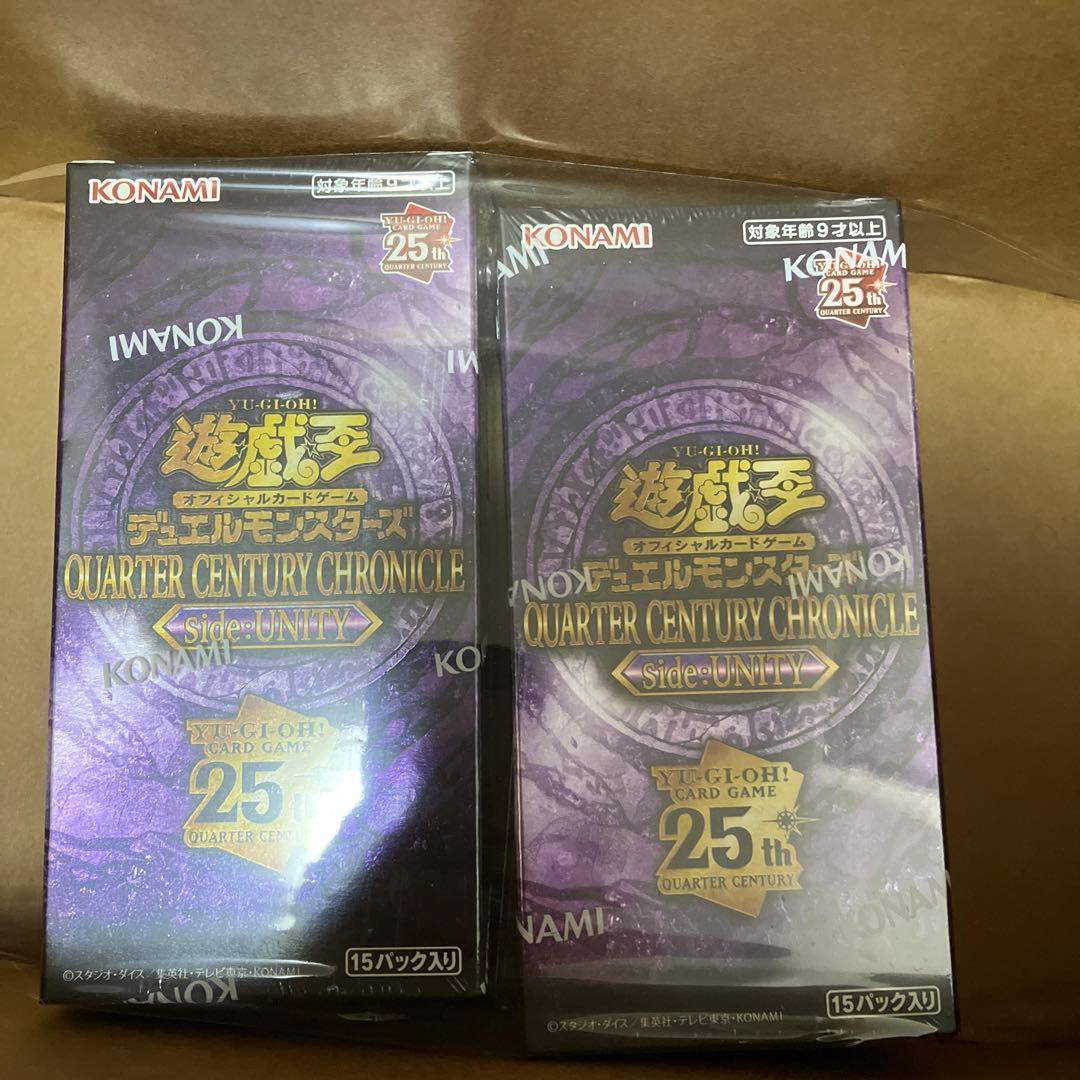 KONAMI
対象年齢9才以上
YU-GI-OH!
CARD GAME
25th
QUARTER CENTURY
KONAMI
YU-GI-OH!
遊戯王
オフィシャルカードゲーム
デュエルモンスターズ
QUARTER CENTURY CHRONICLE
side:UNITY
KONAMI
KO
YU-GI-OH!
CARD GAME
25th
QUARTER CENTURY
©スタジオ・ダイス/集英社・テレビ東京・KONAMI
15パック入り
KONAMI
KONAMI
対象年齢9才以上
AMI
KONAM
YU-GI-OH!
CARD GAME
25th
QUARTER CENTURY
YU-GI-OH!
遊戯王
オフィシャルカードゲーム
デュエルモンスターズ
KONA
KONAMI
QUARTER CENTURY CHRONICLE
side:UNITY
YU-GI-OH!
CARD GAME
25th
QUARTER CENTURY
NAMI
KONAM
15パック入り
©スタジオ・ダイス/集英社・テレビ東京・KONAMI